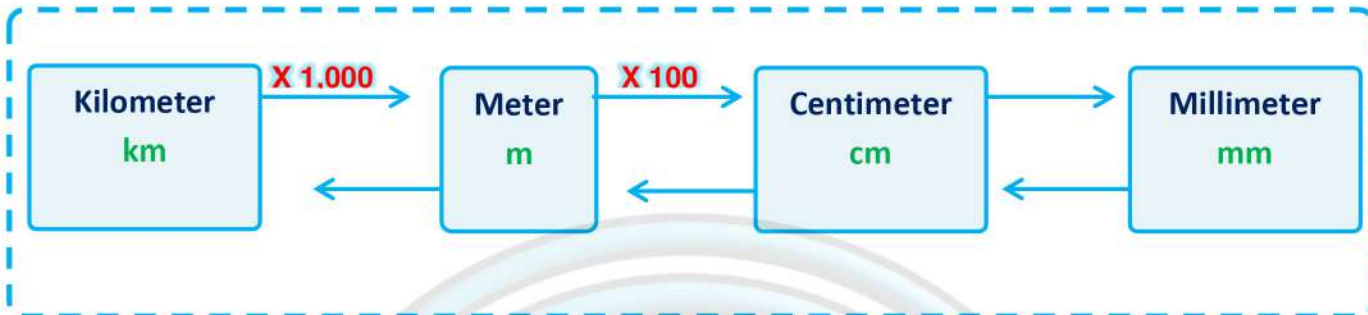 Kilometer
km
X 1.000
Meter
m
X 100
Centimeter
cm
Millimeter
mm